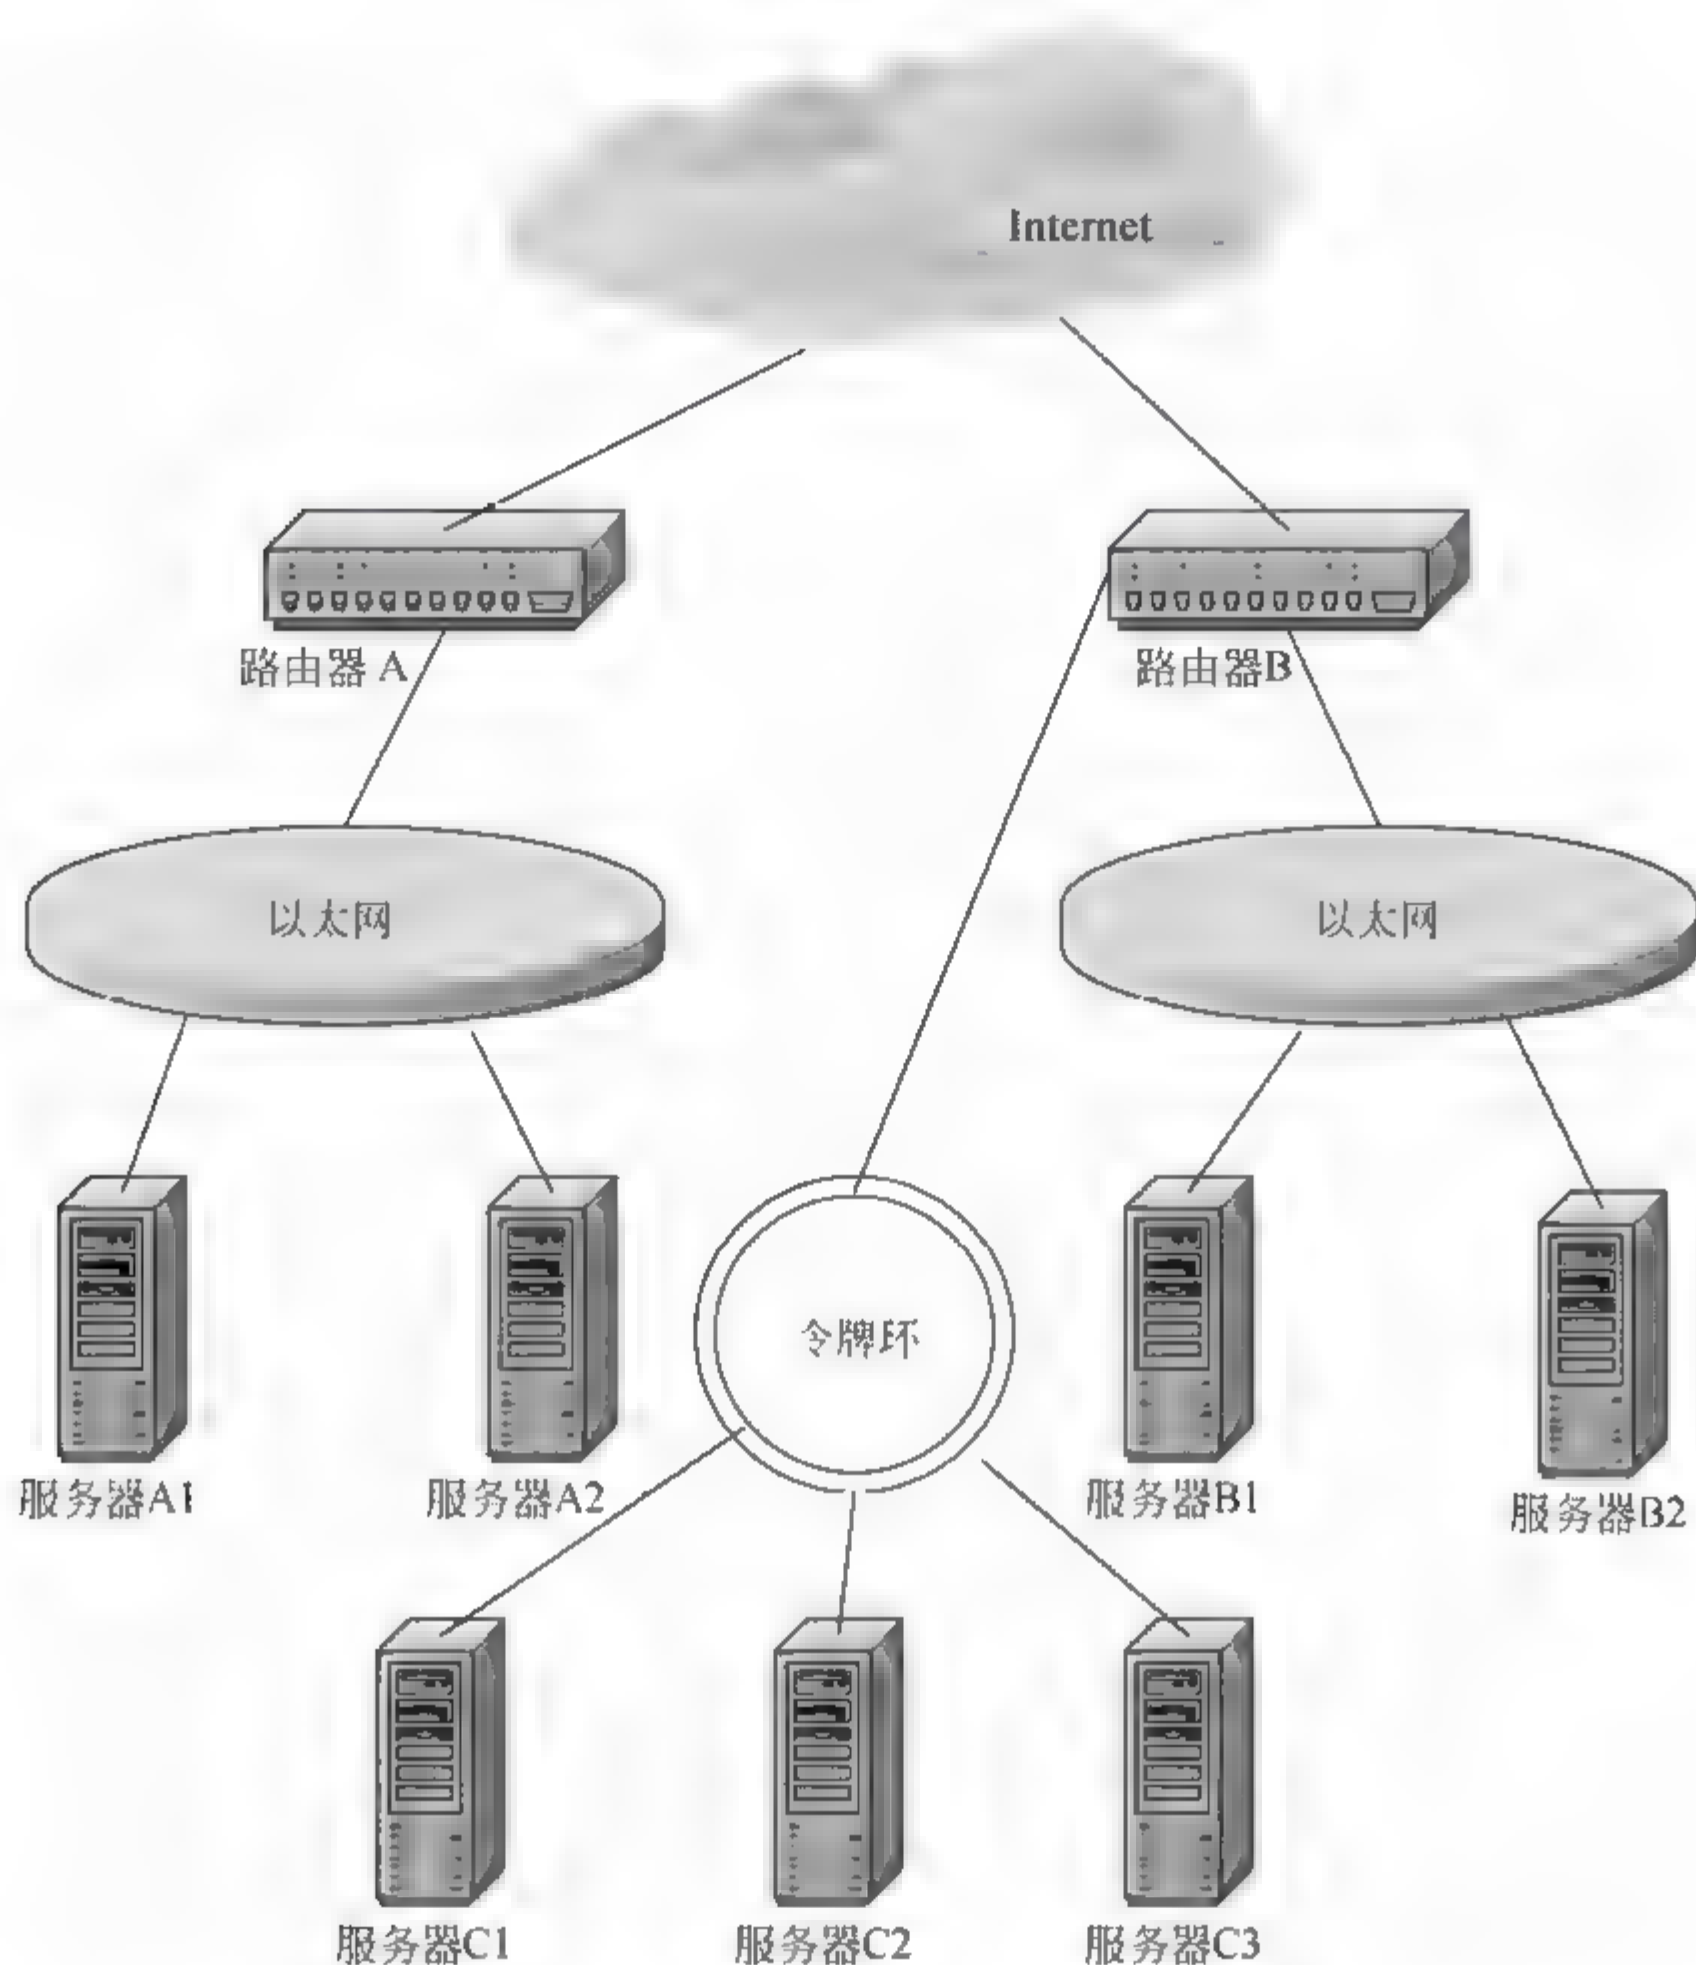 Internet
路由器 A
路由器B
以太网
以太网
令牌环
服务器A1
服务器A2
服务器B1
服务器B2
服务器C1
服务器C2
服务器C3